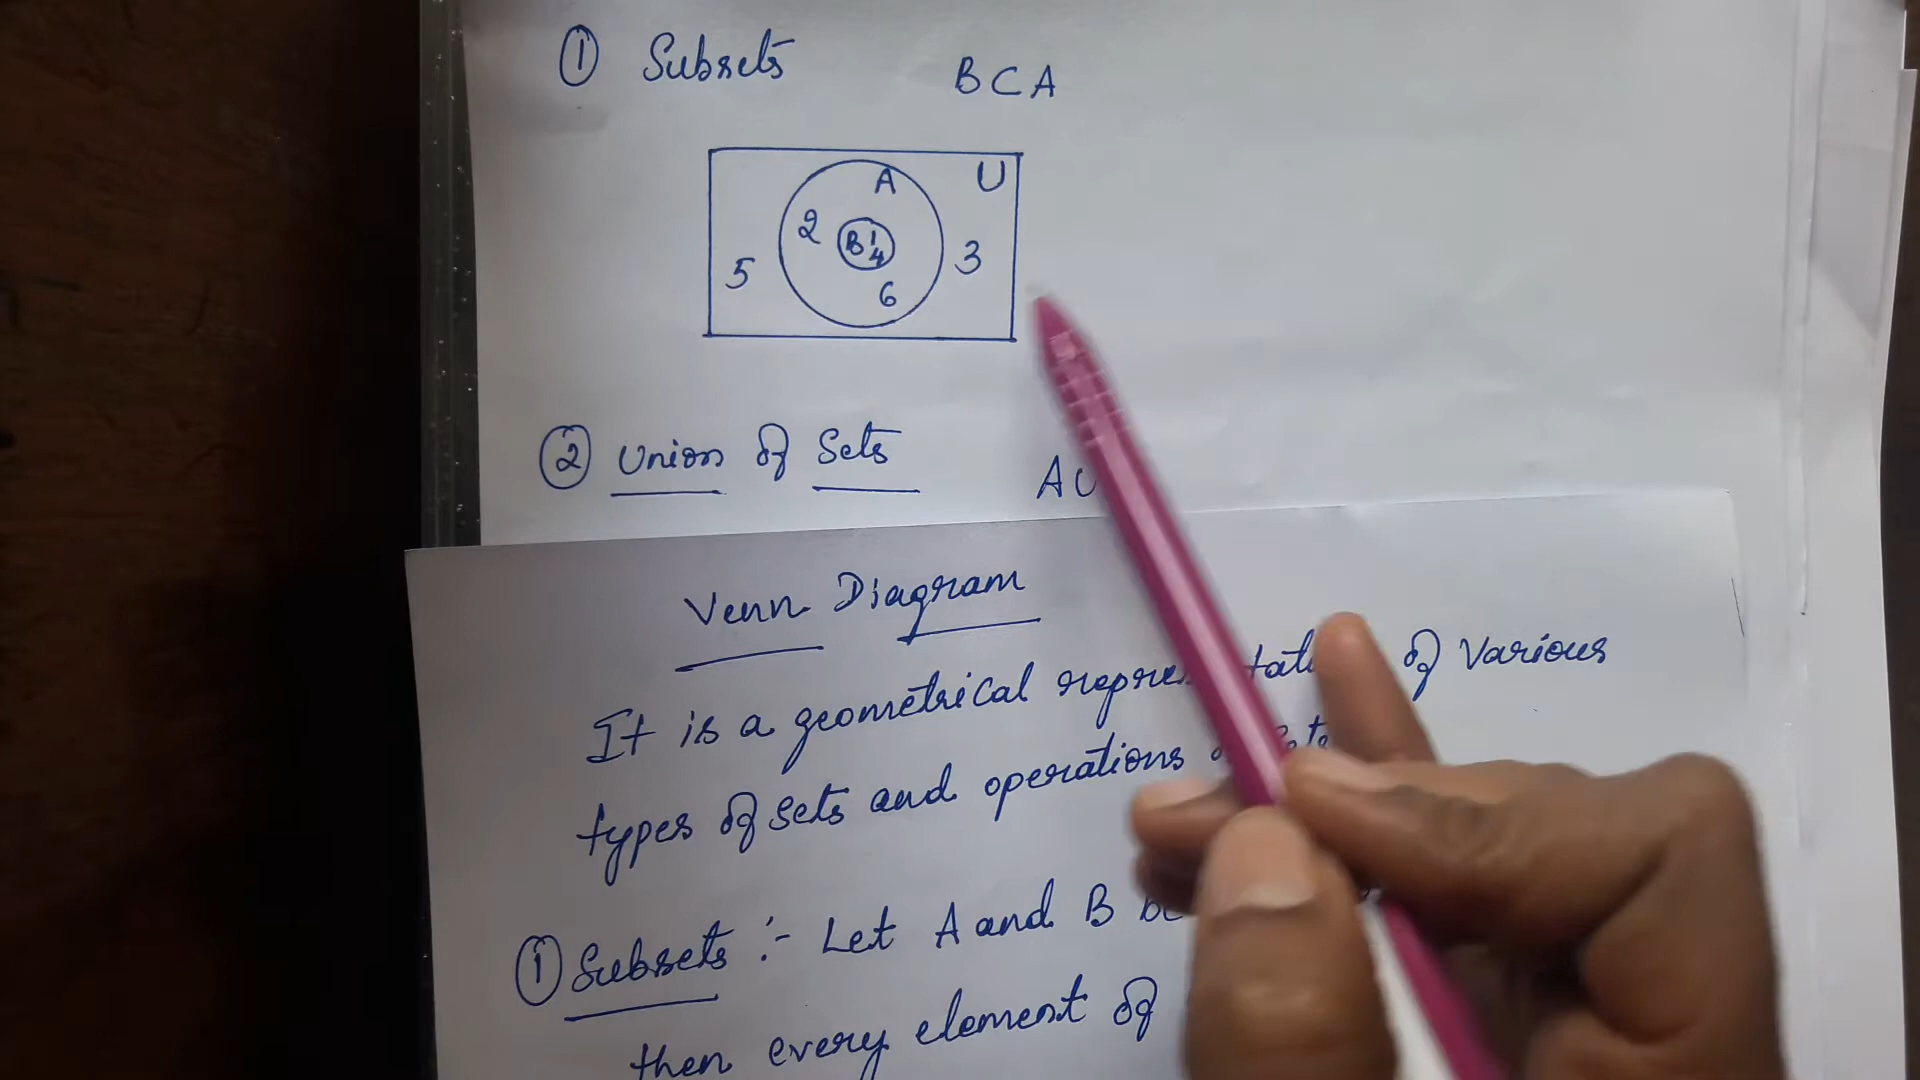 ① Subsets B ⊂ A
A U
2 B 1 4
5 3
6
② Union of Sets A U
Venn Diagram
It is a geometrical of Various
types of sets and operations
① Subsets :- Let A and B
then every element of